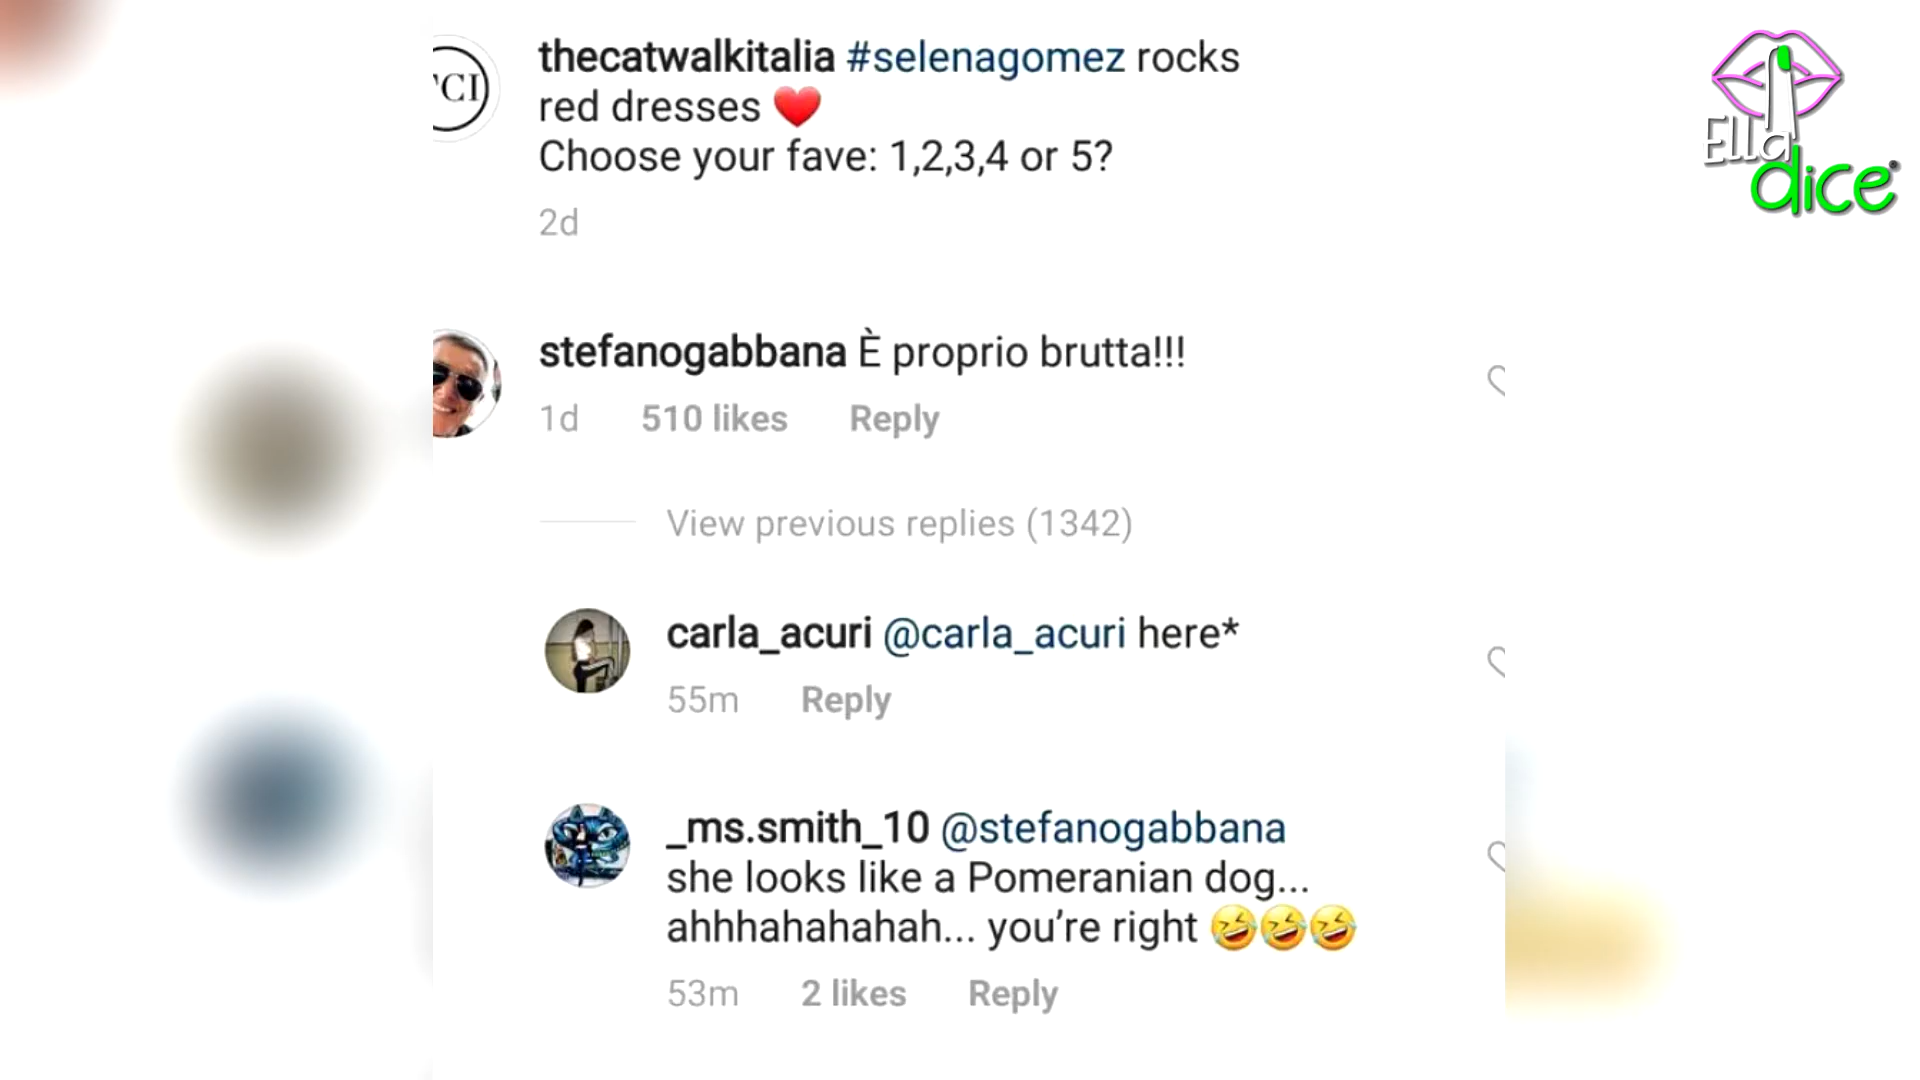 'CI
thecatwalkitalia #selenagomez rocks
red dresses ❤️
Choose your fave: 1,2,3,4 or 5?
2d
stefanogabbana È proprio brutta!!!
1d 510 likes Reply
View previous replies (1342)
carla_acuri @carla_acuri here*
55m Reply
_ms.smith_10 @stefanogabbana
she looks like a Pomeranian dog...
ahhhahahahah... you’re right 🤣🤣🤣
53m 2 likes Reply
Ella
dice®